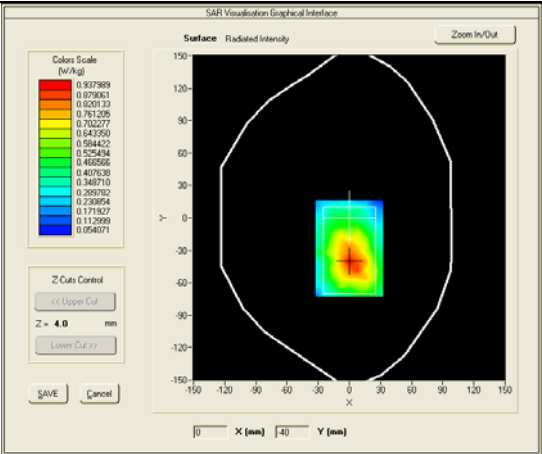 SAR Visualisation Graphical Interface
Surface Radiated Intensity
Zoom In/Out
Colors Scale
(W/kg)
0.937989
0.879061
0.820133
0.761205
0.702277
0.643350
0.584422
0.525494
0.466566
0.407638
0.348710
0.289782
0.230854
0.171927
0.112999
0.054071
Z-Cuts Control
<< Upper Cut
Z = 4.0 mm
Lower Cut >>
SAVE Cancel
150-
120-
90-
60-
30-
Y 0-
-30-
-60-
-90-
-120-
-150-
-150 -120 -90 -60 -30 0 30 60 90 120 150
X
0 X (mm) -40 Y (mm)